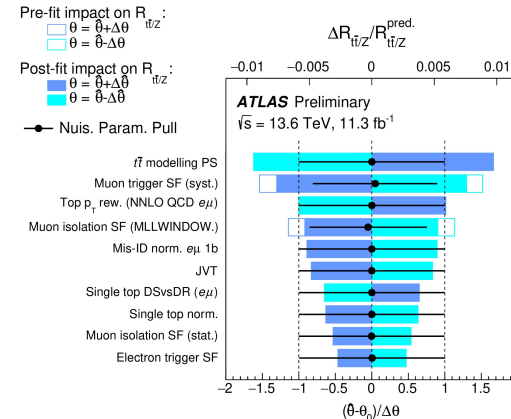 Pre-fit impact on R_{tt̄/Z}:
θ = θ̂+Δθ
θ = θ̂-Δθ
Post-fit impact on R_{tt̄/Z}:
θ = θ̂+Δθ̂
θ = θ̂-Δθ̂
Nuis. Param. Pull
ΔR_{tt̄/Z}/R^{pred.}_{tt̄/Z}
−0.01 −0.005 0 0.005 0.01
ATLAS Preliminary
√s = 13.6 TeV, 11.3 fb⁻¹
tt̄ modelling PS
Muon trigger SF (syst.)
Top p_T rew. (NNLO QCD eμ)
Muon isolation SF (MLLWINDOW.)
Mis-ID norm. eμ 1b
JVT
Single top DSvsDR (eμ)
Single top norm.
Muon isolation SF (stat.)
Electron trigger SF
−2 −1.5 −1 −0.5 0 0.5 1 1.5
(θ̂-θ₀)/Δθ